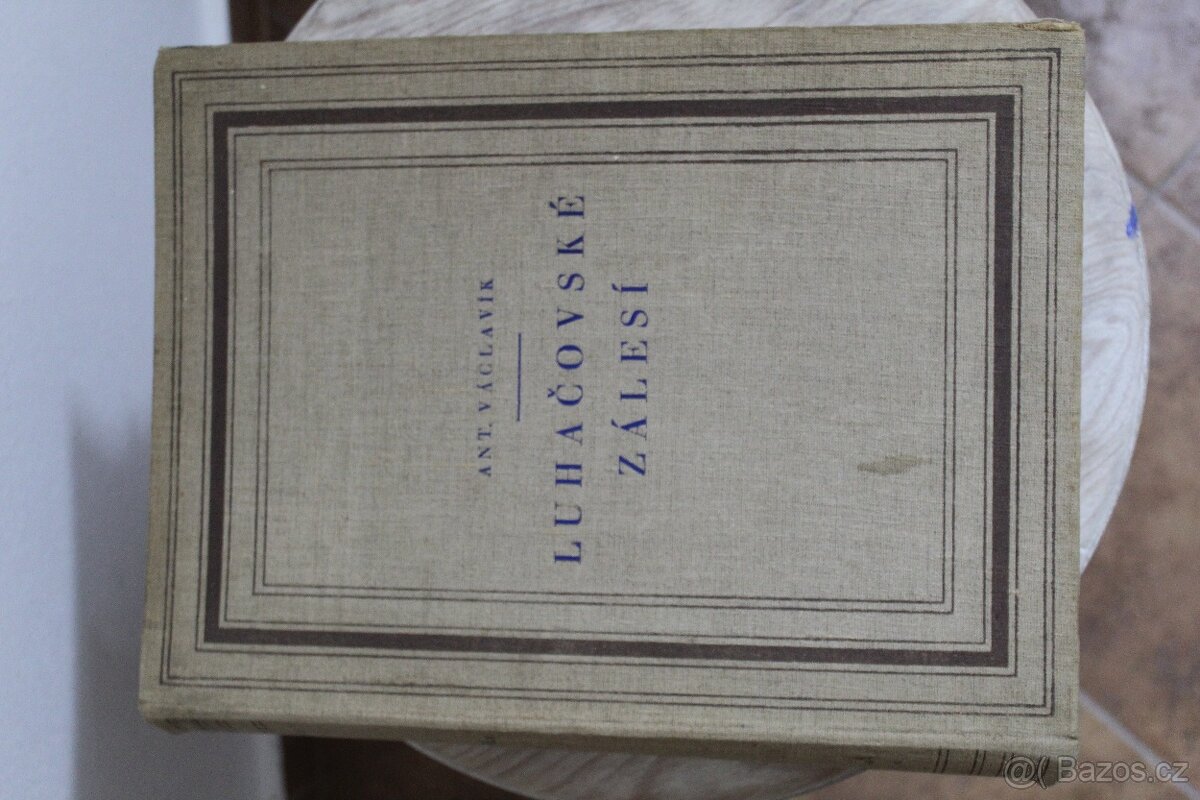 ANT. VÁCLAVÍK
LUHAČOVSKÉ
ZÁLESÍ
@ Bazos.cz